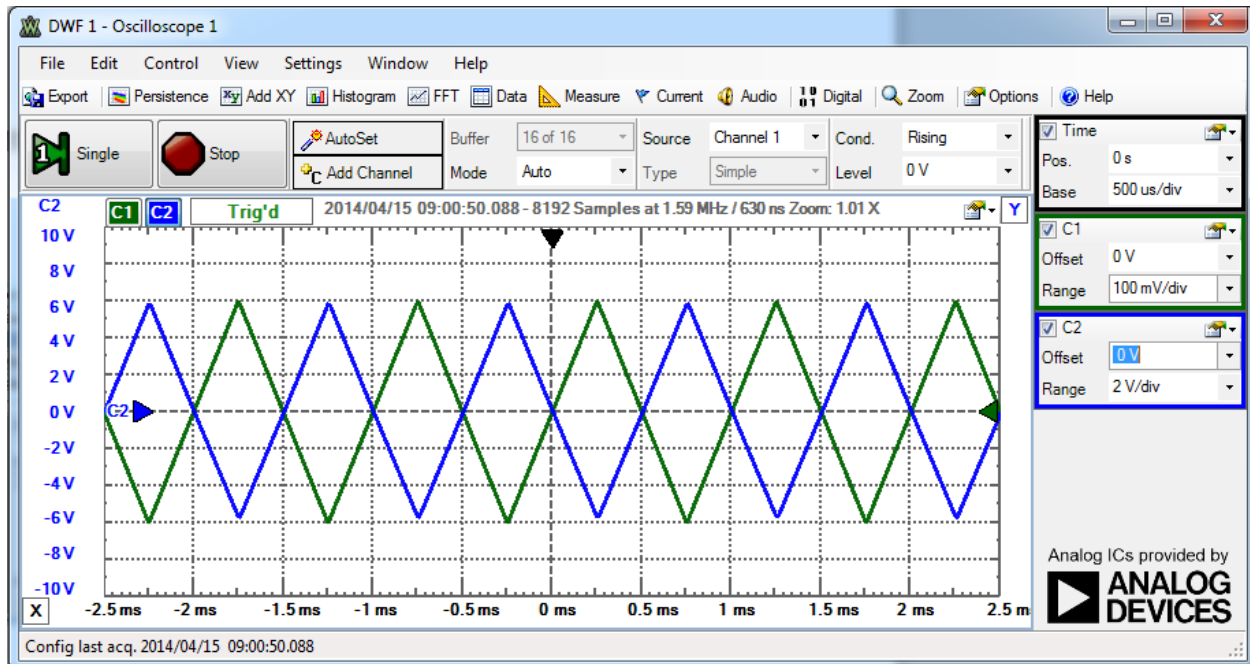 DWF 1 - Oscilloscope 1
File Edit Control View Settings Window Help
Export Persistence Add XY Histogram FFT Data Measure Current Audio Digital Zoom Options Help
Single Stop AutoSet Buffer 16 of 16 Source Channel 1 Cond. Rising
Add Channel Mode Auto Type Simple Level 0 V
C2 C1 C2 Trig'd 2014/04/15 09:00:50.088 - 8192 Samples at 1.59 MHz / 630 ns Zoom: 1.01 X Y
10 V
8 V
6 V
4 V
2 V
0 V
-2 V
-4 V
-6 V
-8 V
-10 V
C2
X -2.5 ms -2 ms -1.5 ms -1 ms -0.5 ms 0 ms 0.5 ms 1 ms 1.5 ms 2 ms 2.5 m
Time
Pos. 0 s
Base 500 us/div
C1
Offset 0 V
Range 100 mV/div
C2
Offset 0 V
Range 2 V/div
Analog ICs provided by
ANALOG
DEVICES
Config last acq. 2014/04/15 09:00:50.088